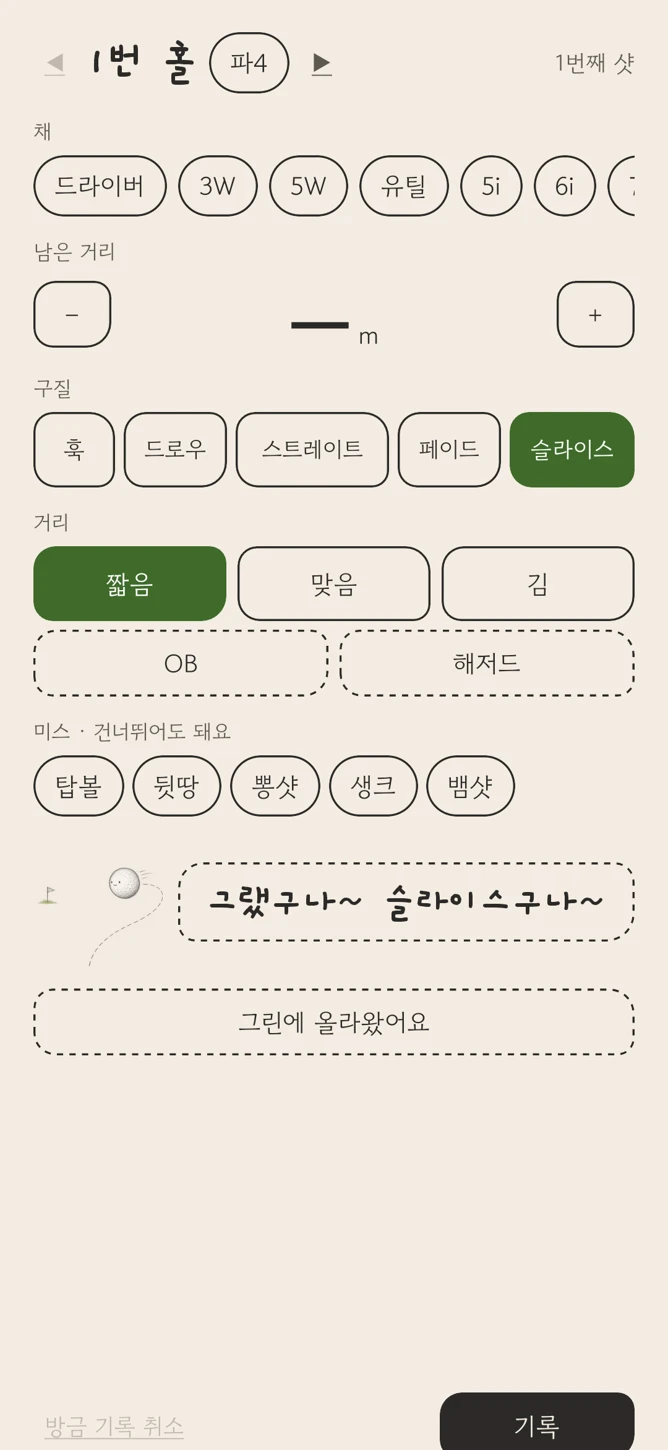 ◀ 1번 홀 파4 ▶ 1번째 샷
채
드라이버 3W 5W 유틸 5i 6i
남은 거리
− — m +
구질
훅 드로우 스트레이트 페이드 슬라이스
거리
짧음 맞음 김
OB 해저드
미스 · 건너뛰어도 돼요
탑볼 뒷땅 뽕샷 생크 뱀샷
그랬구나~ 슬라이스구나~
그린에 올라왔어요
방금 기록 취소 기록